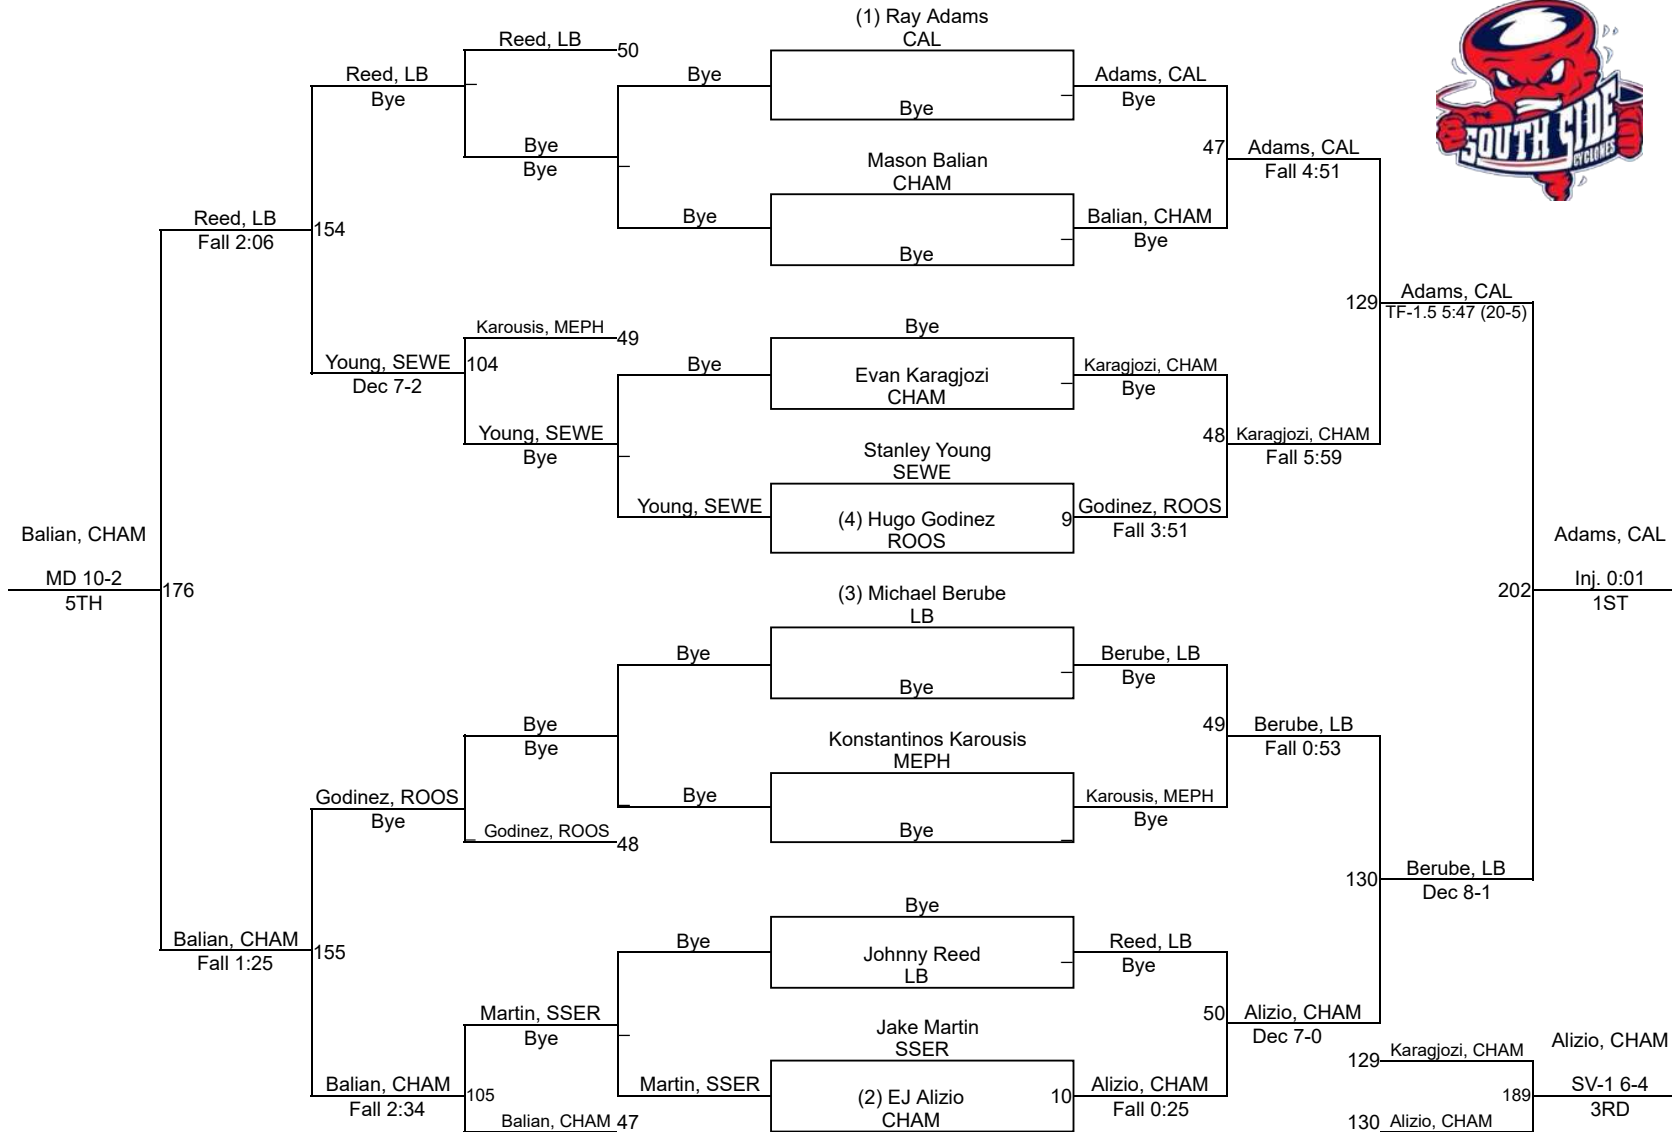 (1) Ray Adams
CAL
Reed, LB
50
Reed, LB
Bye
Bye
Bye
Adams, CAL
Bye
SOUTH SIDE
CYCLONES
Bye
Bye
Mason Balian
CHAM
47
Adams, CAL
Fall 4:51
Reed, LB
Fall 2:06
154
Bye
Bye
Balian, CHAM
Bye
129
Adams, CAL
TF-1.5 5:47 (20-5)
Karousis, MEPH
49
Bye
Young, SEWE
Dec 7-2
104
Bye
Evan Karagjozi
CHAM
Karagjozi, CHAM
Bye
Young, SEWE
Bye
Stanley Young
SEWE
48
Karagjozi, CHAM
Fall 5:59
Young, SEWE
(4) Hugo Godinez
ROOS
9
Godinez, ROOS
Fall 3:51
Balian, CHAM
MD 10-2
5TH
176
Adams, CAL
202
Inj. 0:01
1ST
(3) Michael Berube
LB
Bye
Bye
Berube, LB
Bye
Bye
Bye
Konstantinos Karousis
MEPH
49
Berube, LB
Fall 0:53
Godinez, ROOS
Bye
Bye
Bye
Karousis, MEPH
Bye
Godinez, ROOS
48
130
Berube, LB
Dec 8-1
Bye
Balian, CHAM
Fall 1:25
155
Bye
Johnny Reed
LB
Reed, LB
Bye
Martin, SSER
Bye
Jake Martin
SSER
50
Alizio, CHAM
Dec 7-0
Balian, CHAM
Fall 2:34
105
Martin, SSER
(2) EJ Alizio
CHAM
10
Alizio, CHAM
Fall 0:25
Balian, CHAM
47
129
Karagjozi, CHAM
Alizio, CHAM
189
SV-1 6-4
3RD
130
Alizio, CHAM